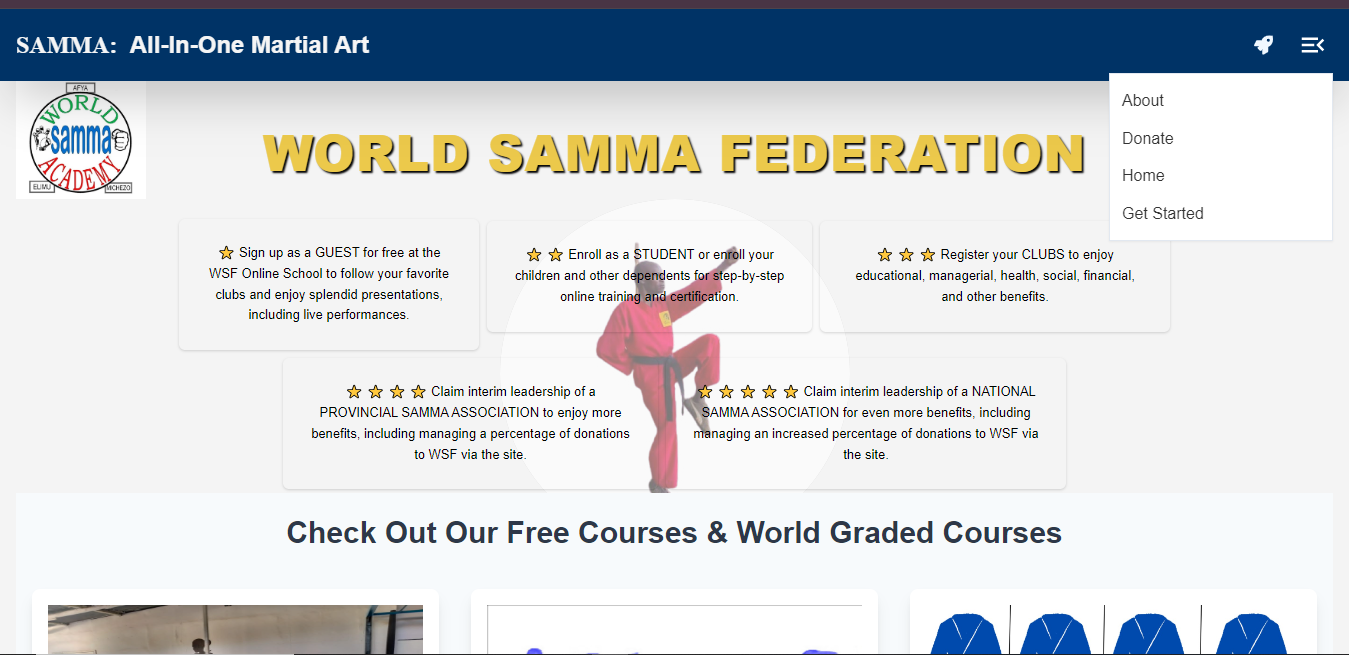 SAMMA: All-In-One Martial Art
About
Donate
Home
Get Started
AFYA
WORLD
samma
ACADEMY
ELIMU
MICHEZO
WORLD SAMMA FEDERATION
Sign up as a GUEST for free at the
WSF Online School to follow your favorite
clubs and enjoy splendid presentations,
including live performances.
Enroll as a STUDENT or enroll your
children and other dependents for step-by-step
online training and certification.
Register your CLUBS to enjoy
educational, managerial, health, social, financial,
and other benefits.
Claim interim leadership of a
PROVINCIAL SAMMA ASSOCIATION to enjoy more
benefits, including managing a percentage of donations
to WSF via the site.
Claim interim leadership of a NATIONAL
SAMMA ASSOCIATION for even more benefits, including
managing an increased percentage of donations to WSF via
the site.
Check Out Our Free Courses & World Graded Courses